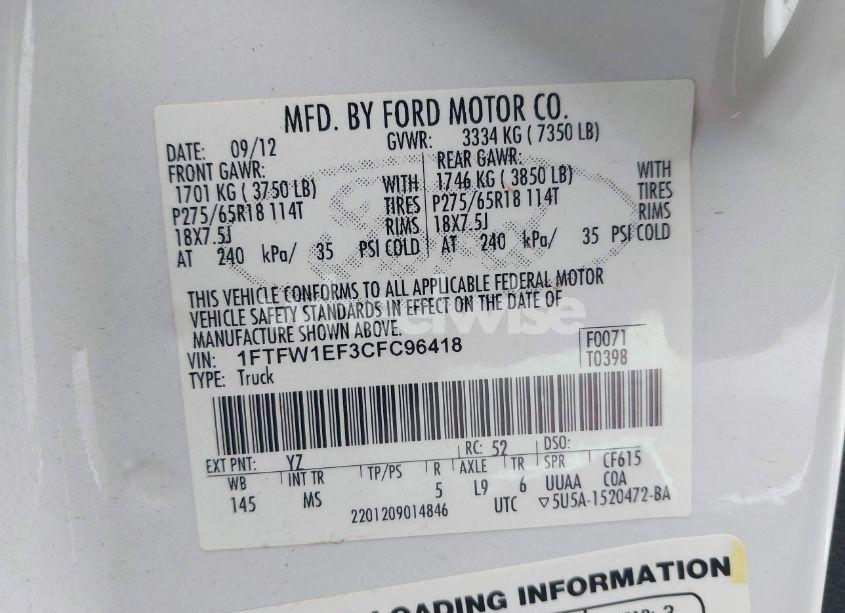 MFD. BY FORD MOTOR CO.
DATE: 09/12 GVWR: 3334 KG ( 7350 LB)
FRONT GAWR: REAR GAWR:
1701 KG ( 3750 LB) WITH 1746 KG ( 3850 LB) WITH
P275/65R18 114T TIRES P275/65R18 114T TIRES
18X7.5J RIMS 18X7.5J RIMS
AT 240 kPa/ 35 PSI COLD AT 240 kPa/ 35 PSI COLD
THIS VEHICLE CONFORMS TO ALL APPLICABLE FEDERAL MOTOR
VEHICLE SAFETY STANDARDS IN EFFECT ON THE DATE OF
MANUFACTURE SHOWN ABOVE.
VIN: 1FTFW1EF3CFC96418 F0071
TYPE: Truck T0398
EXT PNT: YZ RC: 52 DSO:
WB INT TR TP/PS R AXLE TR SPR CF615
145 MS 5 L9 6 UUAA COA
2201209014846 UTC ▽5U5A-1520472-BA
LOADING INFORMATION